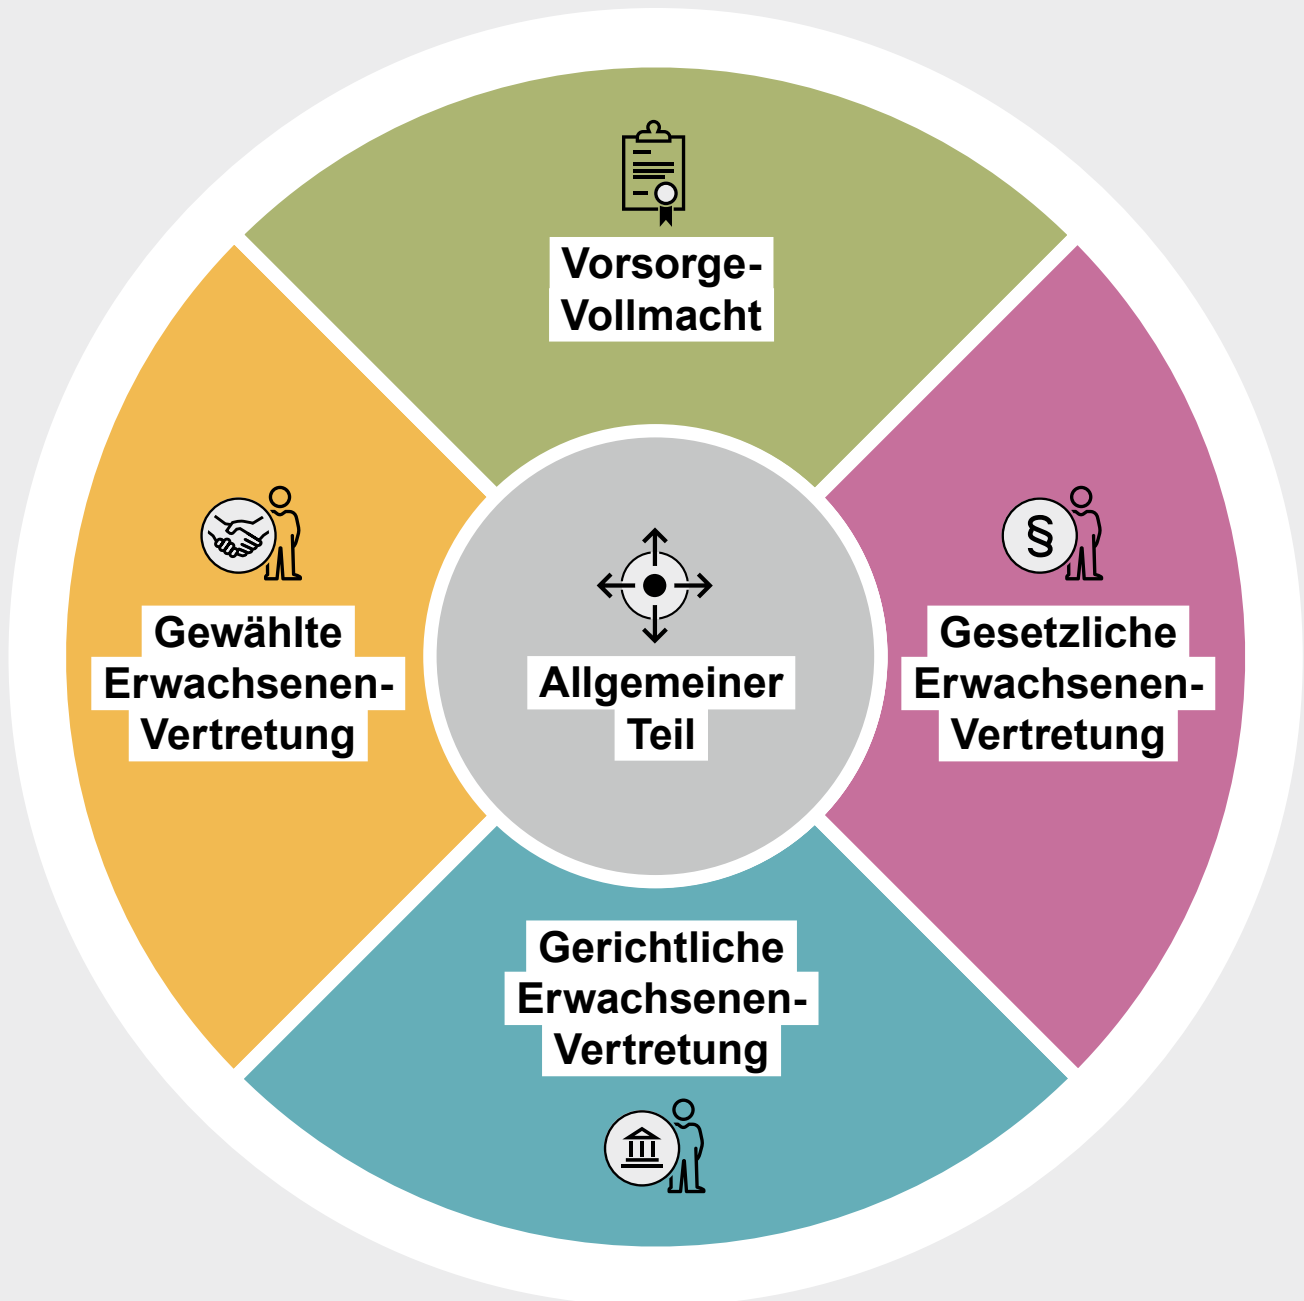 Vorsorge-
Vollmacht
Gewählte
Erwachsenen-
Vertretung
Allgemeiner
Teil
§
Gesetzliche
Erwachsenen-
Vertretung
Gerichtliche
Erwachsenen-
Vertretung